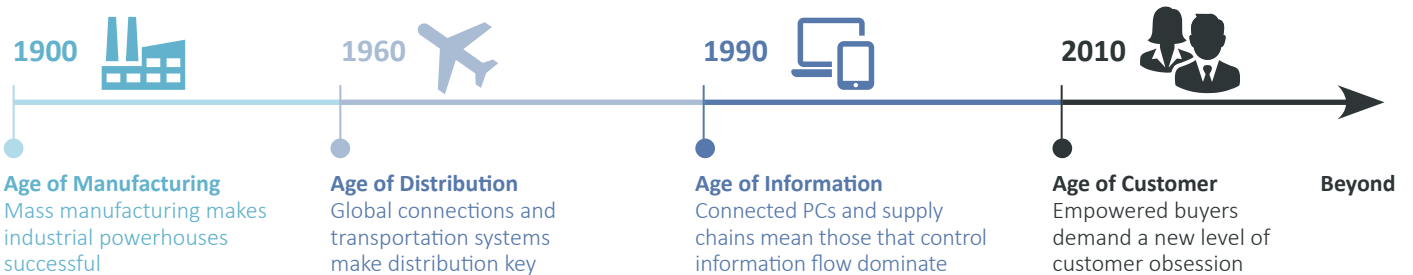 1900
1960
1990
2010
Age of Manufacturing
Mass manufacturing makes
industrial powerhouses
successful
Age of Distribution
Global connections and
transportation systems
make distribution key
Age of Information
Connected PCs and supply
chains mean those that control
information flow dominate
Age of Customer
Empowered buyers
demand a new level of
customer obsession
Beyond